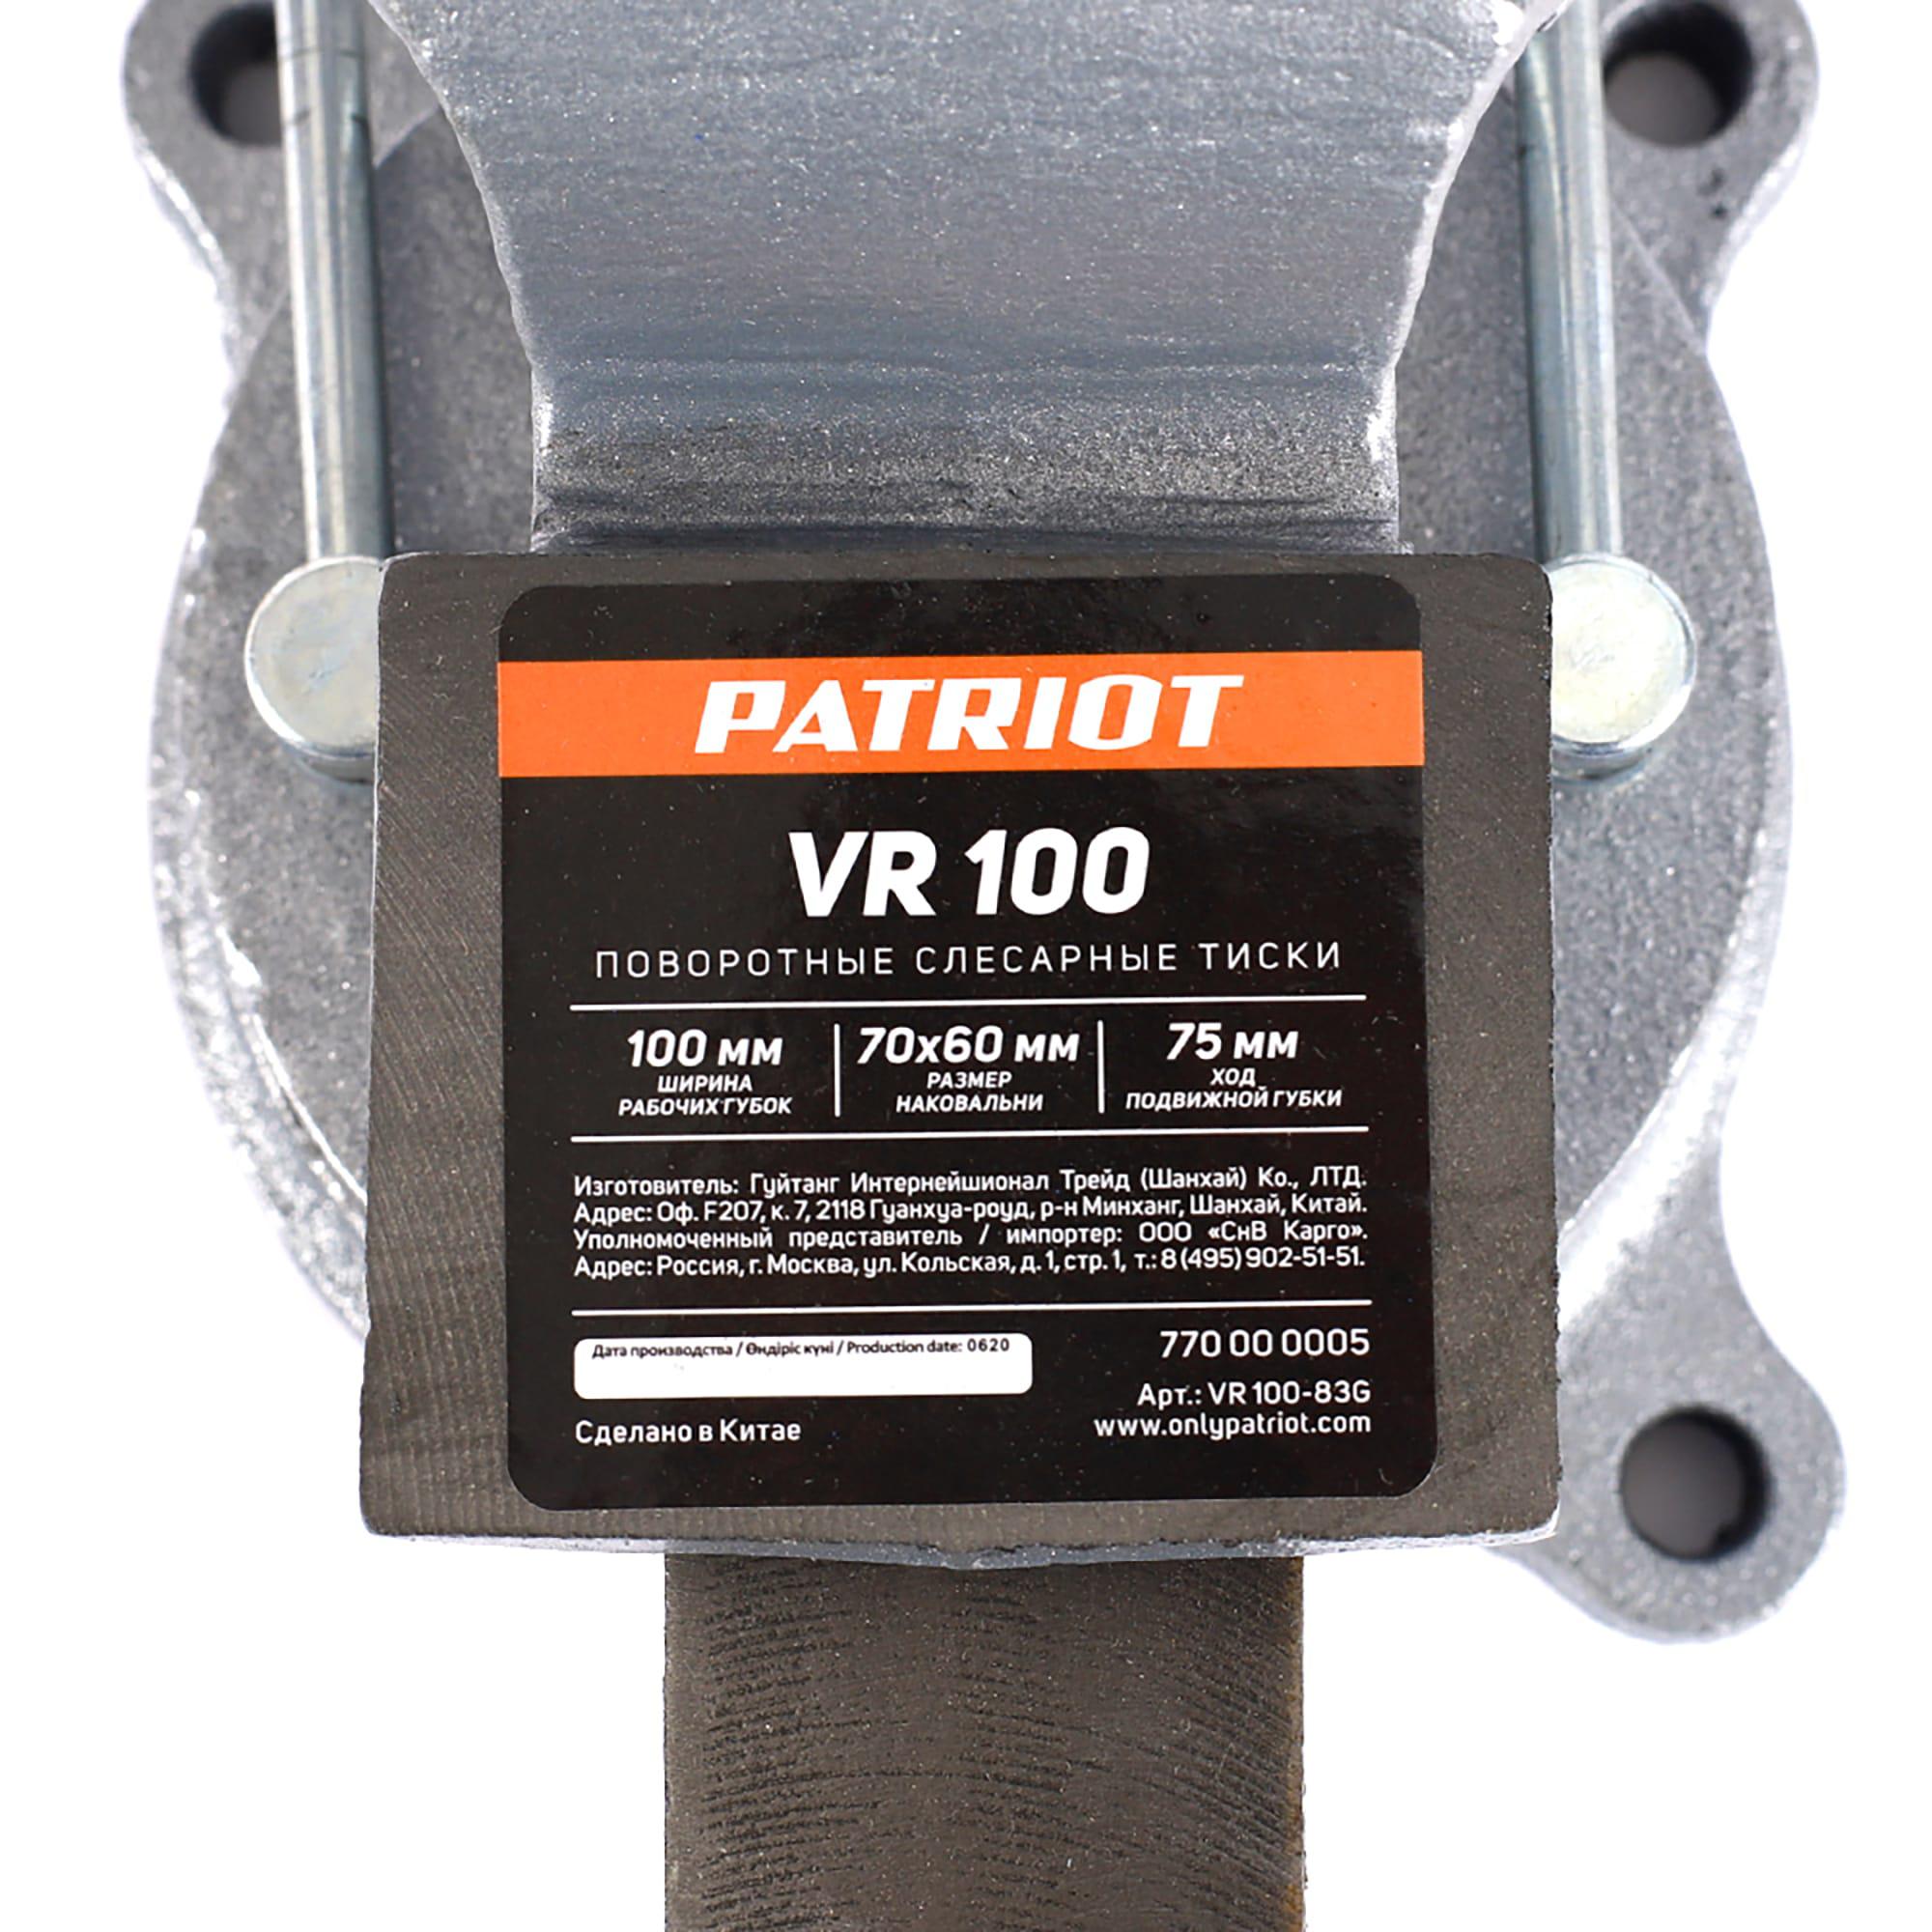 PATRIOT
VR 100
ПОВОРОТНЫЕ СЛЕСАРНЫЕ ТИСКИ
100 мм
ШИРИНА
РАБОЧИХ ГУБОК
70х60 мм
РАЗМЕР
НАКОВАЛЬНИ
75 мм
ХОД
ПОДВИЖНОЙ ГУБКИ
Изготовитель: Гуйтанг Интернейшионал Трейд (Шанхай) Ко., ЛТД.
Адрес: Оф. F207, к. 7, 2118 Гуанхуа-роуд, р-н Минханг, Шанхай, Китай.
Уполномоченный представитель / импортер: ООО «СнВ Карго».
Адрес: Россия, г. Москва, ул. Кольская, д. 1, стр. 1, т.: 8 (495) 902-51-51.
Дата производства / Өндіріс күні / Production date: 0620
Сделано в Китае
770 00 0005
Арт.: VR 100-83G
www.onlypatriot.com